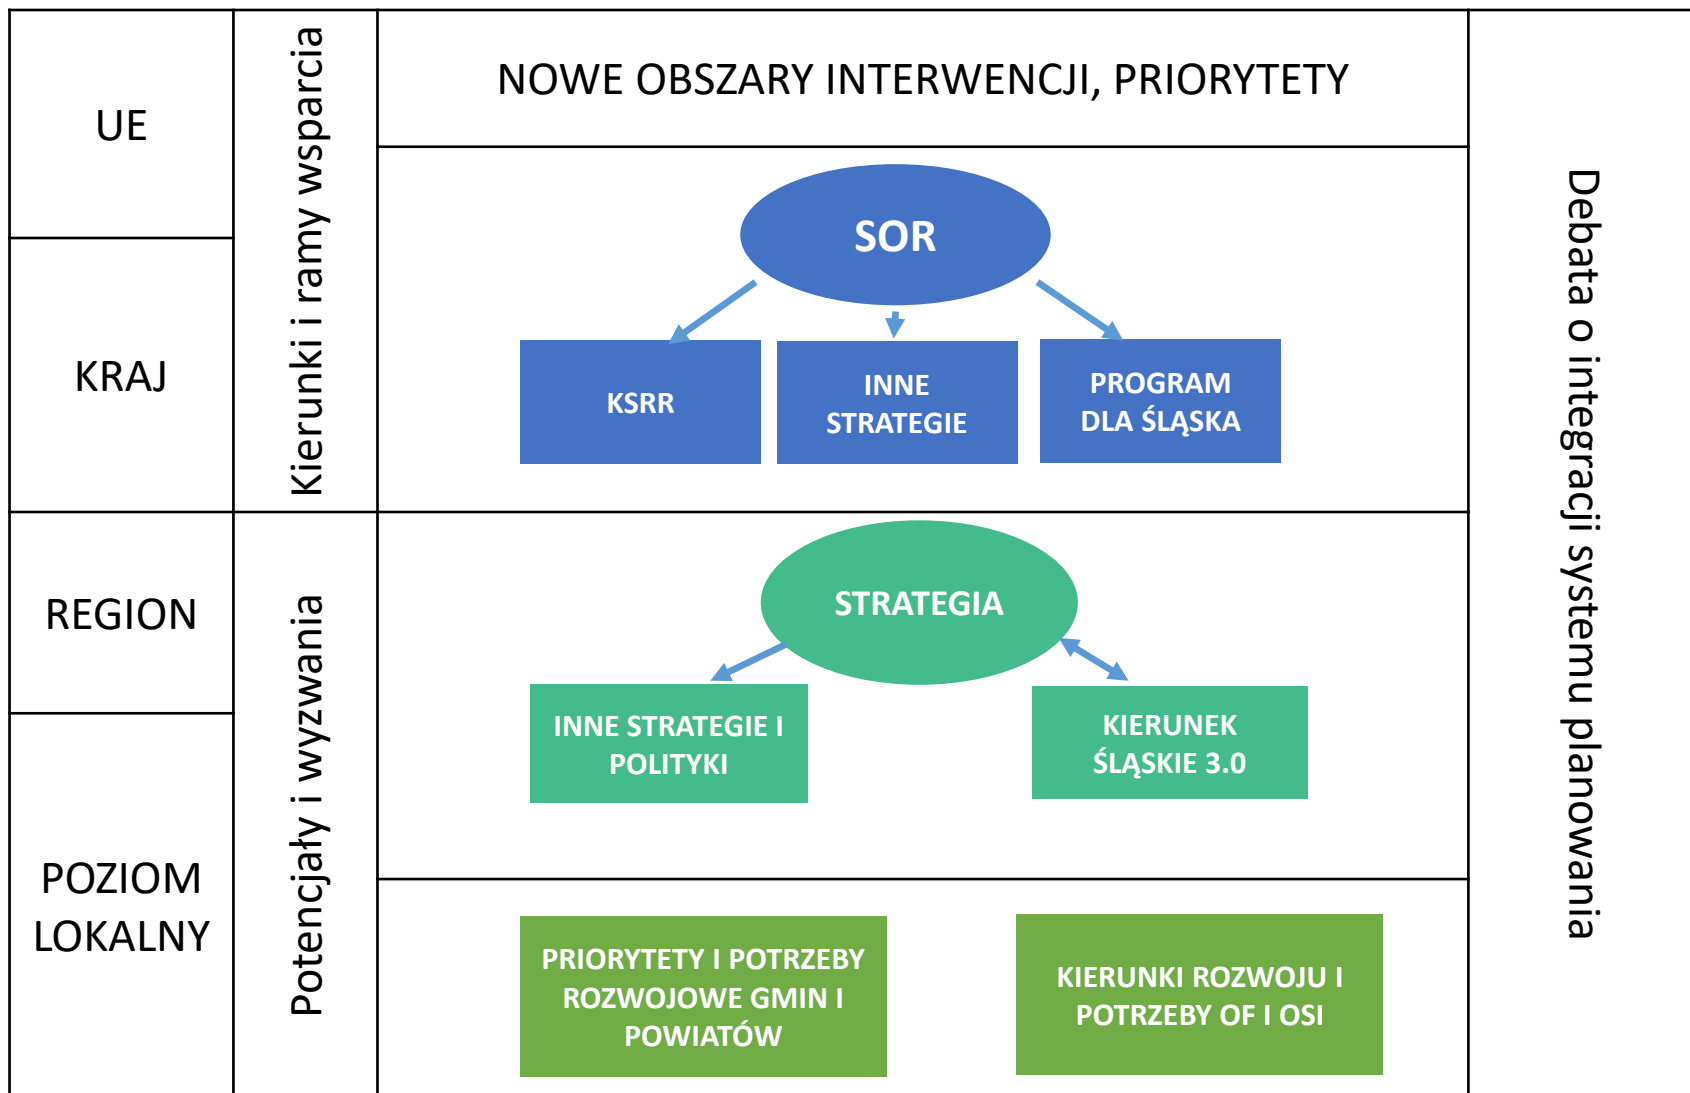 UE
KRAJ
REGION
POZIOM
LOKALNY
Kierunki i ramy wsparcia
Potencjały i wyzwania
NOWE OBSZARY INTERWENCJI, PRIORYTETY
SOR
KSRR
INNE
STRATEGIE
PROGRAM
DLA ŚLĄSKA
STRATEGIA
INNE STRATEGIE I
POLITYKI
KIERUNEK
ŚLĄSKIE 3.0
PRIORYTETY I POTRZEBY
ROZWOJOWE GMIN I
POWIATÓW
KIERUNKI ROZWOJU I
POTRZEBY OF I OSI
Debata o integracji systemu planowania